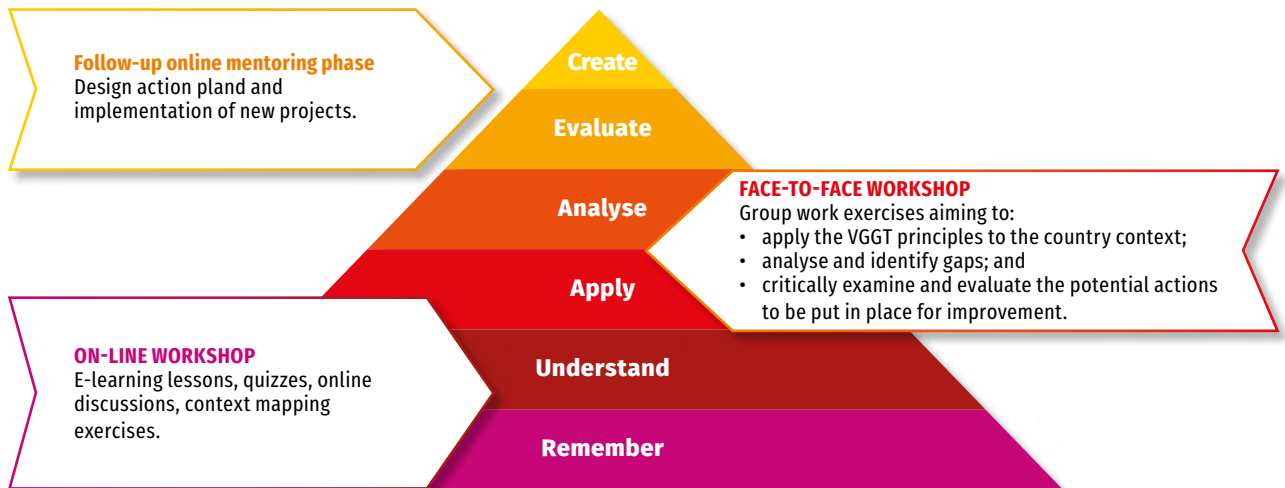 Follow-up online mentoring phase
Design action pland and
implementation of new projects.
Create
Evaluate
Analyse
FACE-TO-FACE WORKSHOP
Group work exercises aiming to:
• apply the VGGT principles to the country context;
• analyse and identify gaps; and
• critically examine and evaluate the potential actions
to be put in place for improvement.
Apply
ON-LINE WORKSHOP
E-learning lessons, quizzes, online
discussions, context mapping
exercises.
Understand
Remember